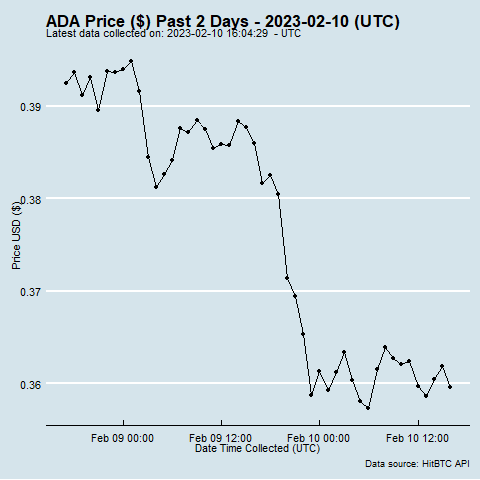 ADA Price ($) Past 2 Days - 2023-02-10 (UTC)
Latest data collected on: 2023-02-10 16:04:29 - UTC
0.39
0.38
Price USD ($)
0.37
0.36
Feb 09 00:00
Feb 09 12:00
Feb 10 00:00
Feb 10 12:00
Date Time Collected (UTC)
Data source: HitBTC API